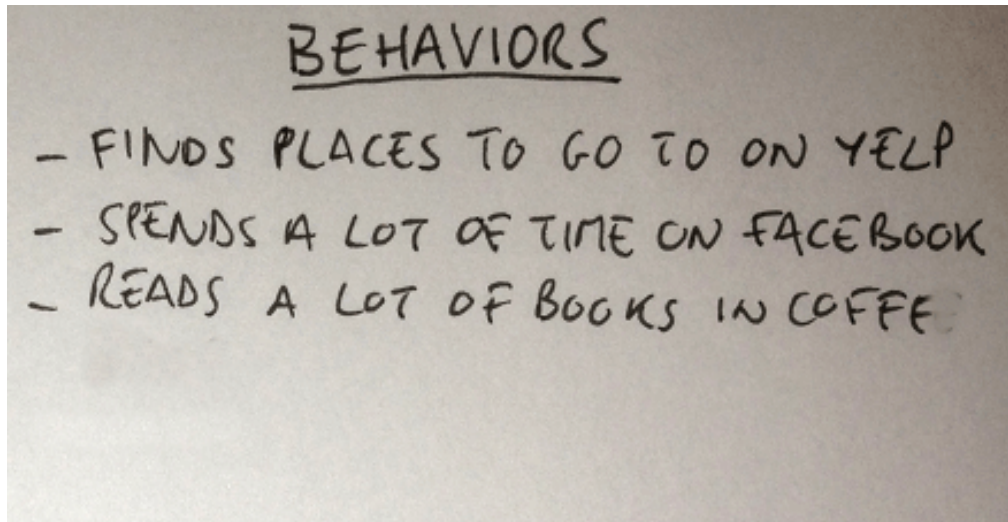 BEHAVIORS
- FINDS PLACES TO GO TO ON YELP
- SPENDS A LOT OF TIME ON FACEBOOK
- READS A LOT OF BOOKS IN COFFE